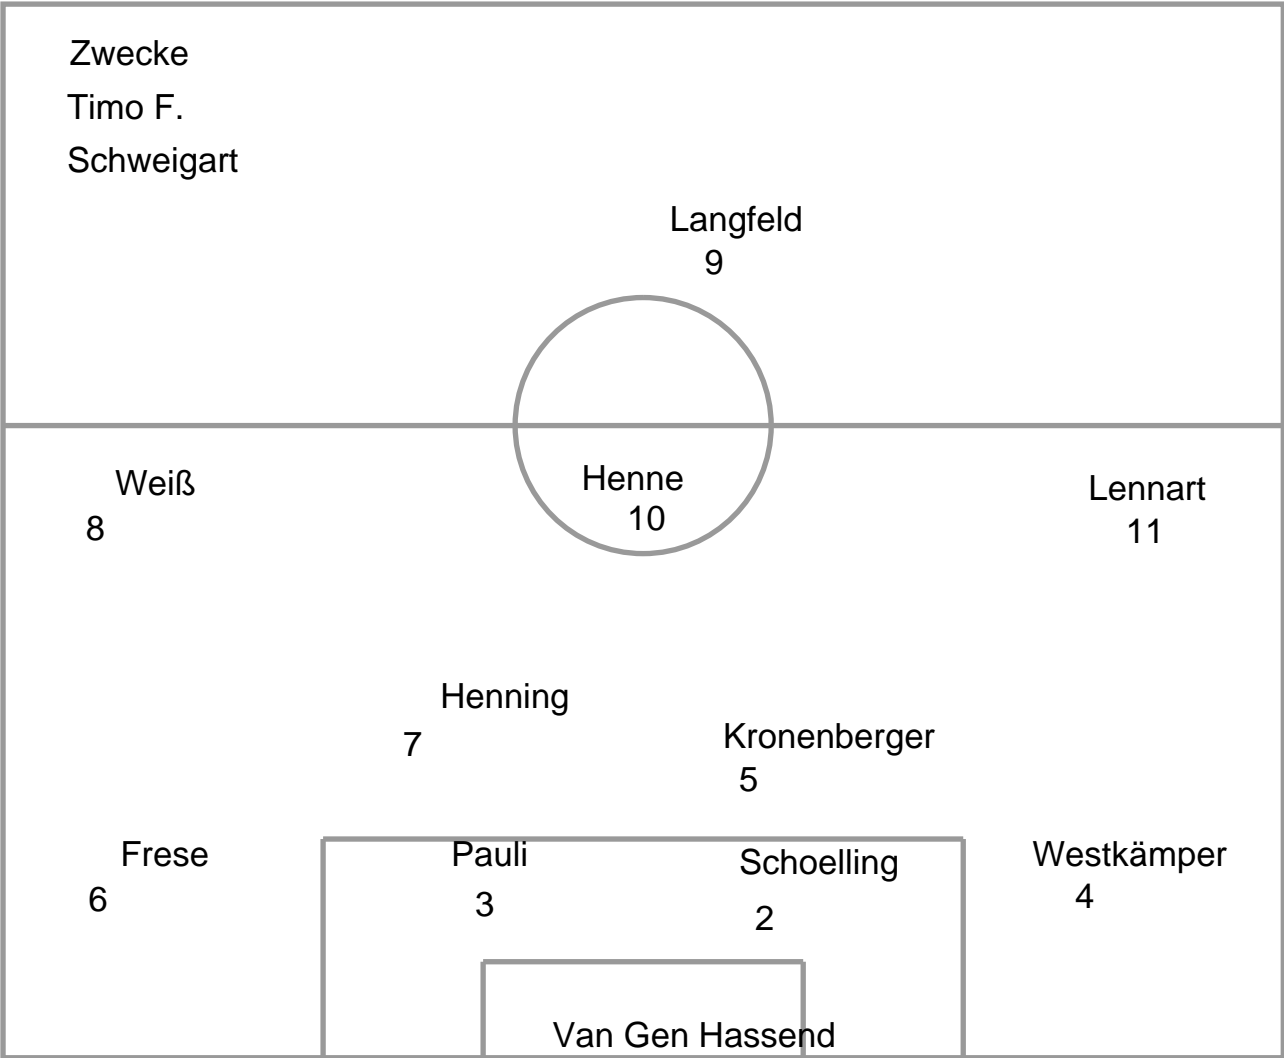 Zwecke
Timo F.
Schweigart
Langfeld
9
Weiß
8
Henne
10
Lennart
11
Henning
7
Kronenberger
5
Frese
6
Pauli
3
Schoelling
2
Westkämper
4
Van Gen Hassend